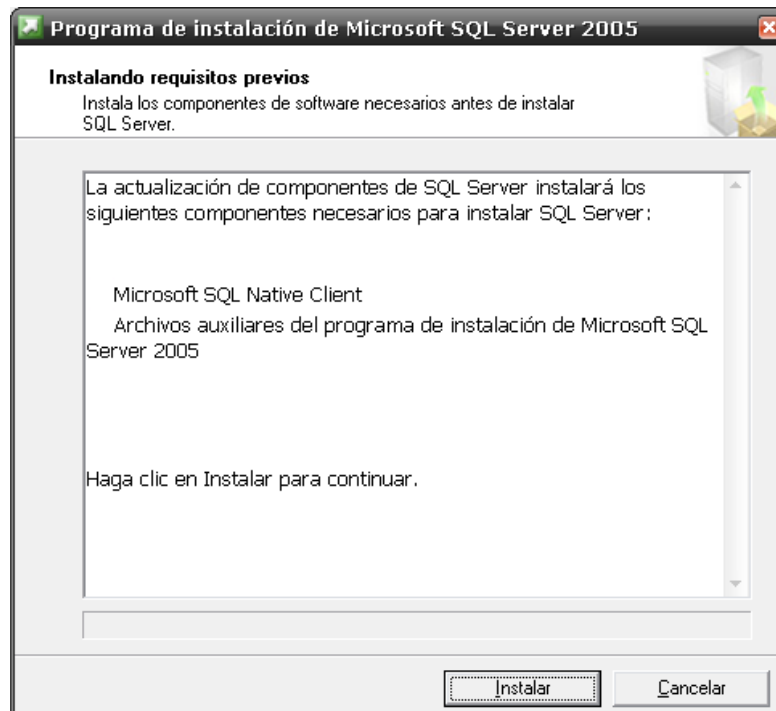 Programa de instalación de Microsoft SQL Server 2005
Instalando requisitos previos
Instala los componentes de software necesarios antes de instalar
SQL Server.
La actualización de componentes de SQL Server instalará los
siguientes componentes necesarios para instalar SQL Server:
Microsoft SQL Native Client
Archivos auxiliares del programa de instalación de Microsoft SQL
Server 2005
Haga clic en Instalar para continuar.
Instalar
Cancelar